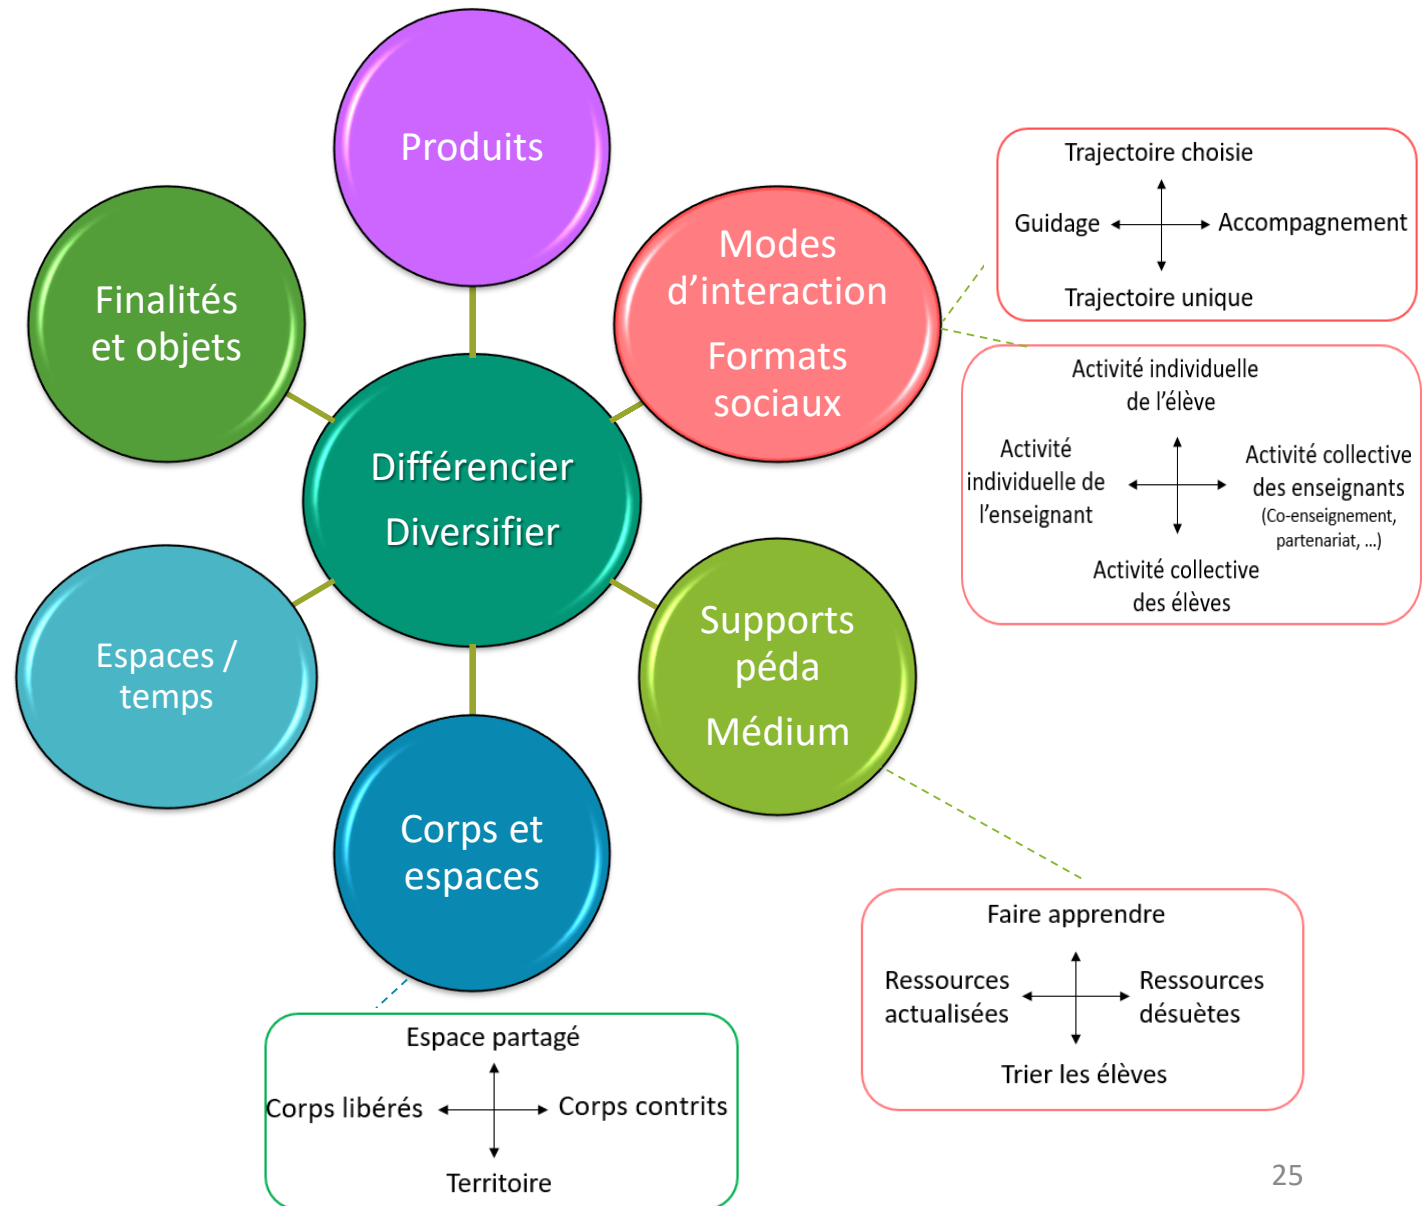 Produits
Finalités
et objets
Modes
d’interaction
Formats
sociaux
Différencier
Diversifier
Espaces /
temps
Supports
péda
Médium
Corps et
espaces
Trajectoire choisie
Guidage
Accompagnement
Trajectoire unique
Activité individuelle
de l’élève
Activité
individuelle de
l’enseignant
Activité collective
des enseignants
(Co-enseignement,
partenariat, ...)
Activité collective
des élèves
Faire apprendre
Ressources
actualisées
Ressources
désuètes
Trier les élèves
Espace partagé
Corps libérés
Corps contrits
Territoire
25